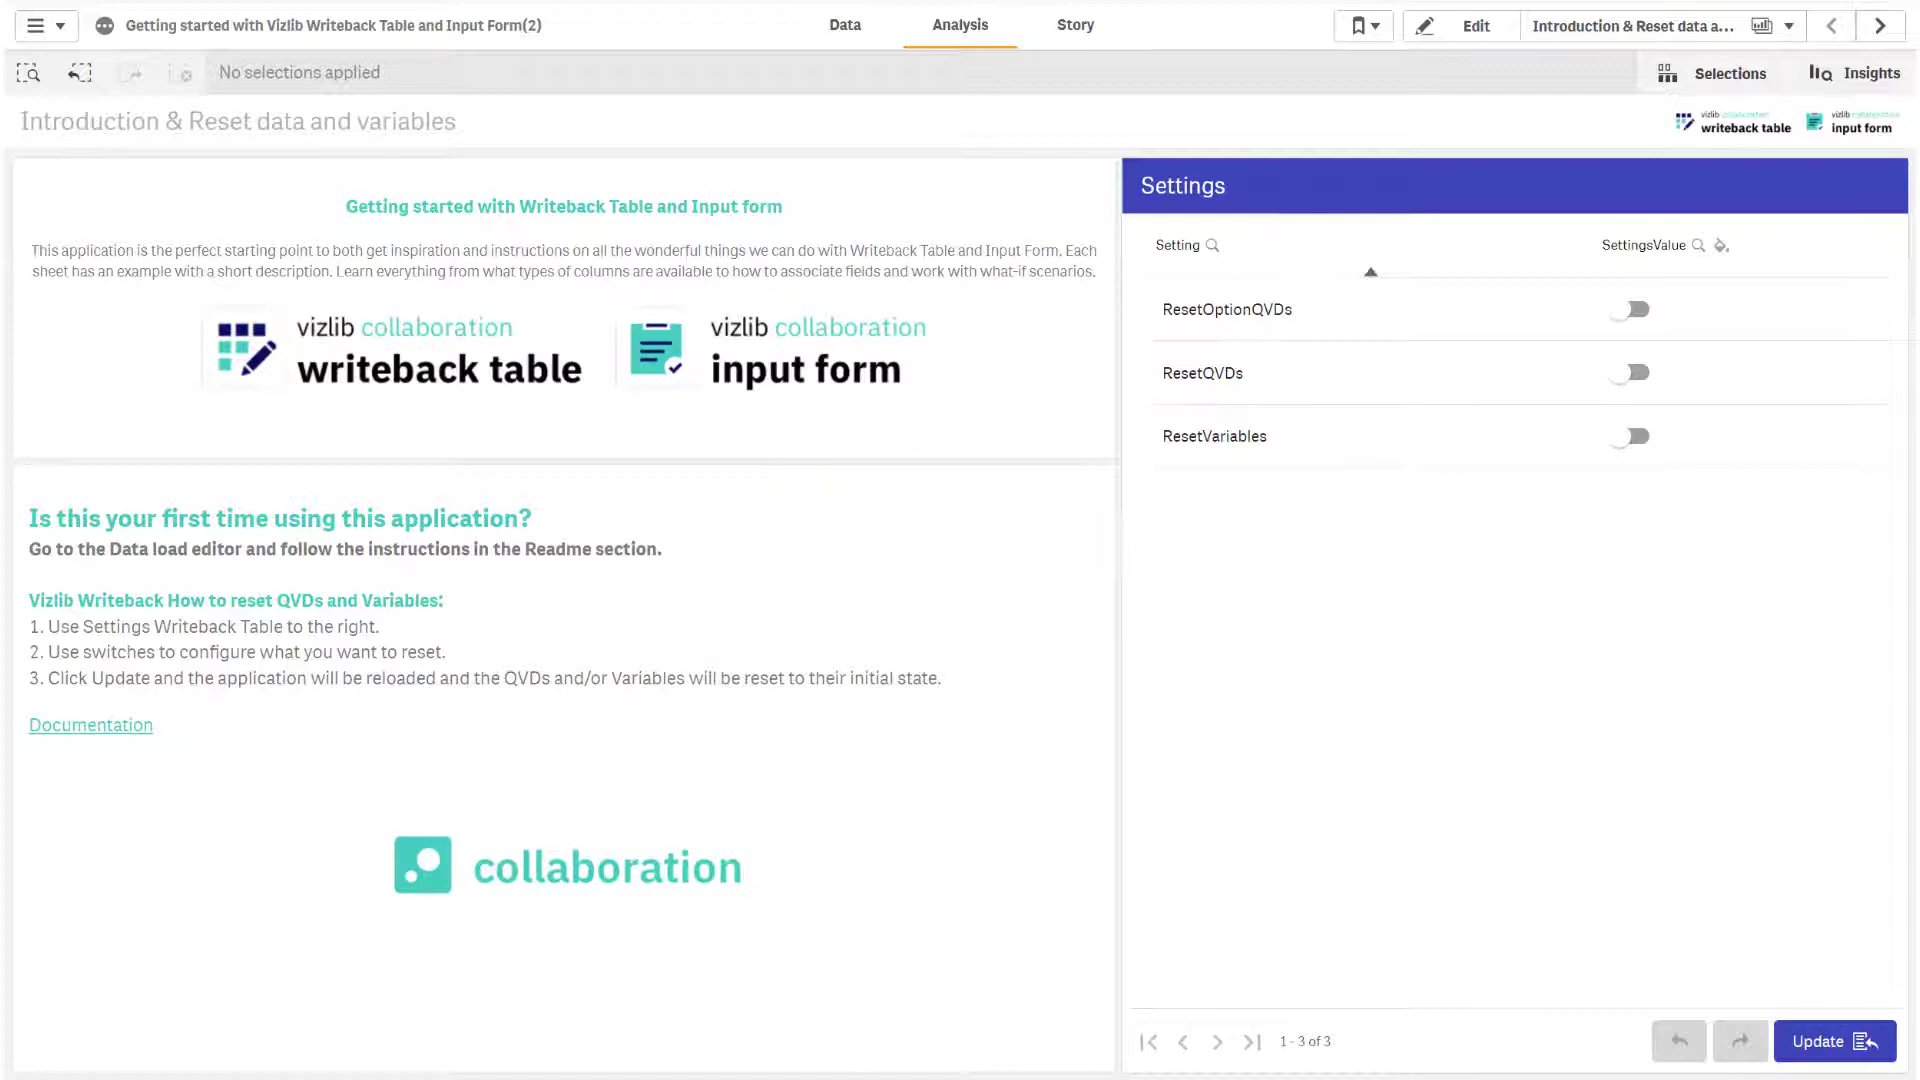 Getting started with Vizlib Writeback Table and Input Form(2)
Data
Analysis
Story
Edit
Introduction & Reset data a...
No selections applied
Selections
Insights
Introduction & Reset data and variables
vizlib collaboration
writeback table
vizlib collaboration
input form
Getting started with Writeback Table and Input form
This application is the perfect starting point to both get inspiration and instructions on all the wonderful things we can do with Writeback Table and Input Form. Each
sheet has an example with a short description. Learn everything from what types of columns are available to how to associate fields and work with what-if scenarios.
vizlib collaboration
writeback table
vizlib collaboration
input form
Is this your first time using this application?
Go to the Data load editor and follow the instructions in the Readme section.
Vizlib Writeback How to reset QVDs and Variables:
1. Use Settings Writeback Table to the right.
2. Use switches to configure what you want to reset.
3. Click Update and the application will be reloaded and the QVDs and/or Variables will be reset to their initial state.
Documentation
collaboration
Settings
Setting
SettingsValue
ResetOptionQVDs
ResetQVDs
ResetVariables
1 - 3 of 3
Update